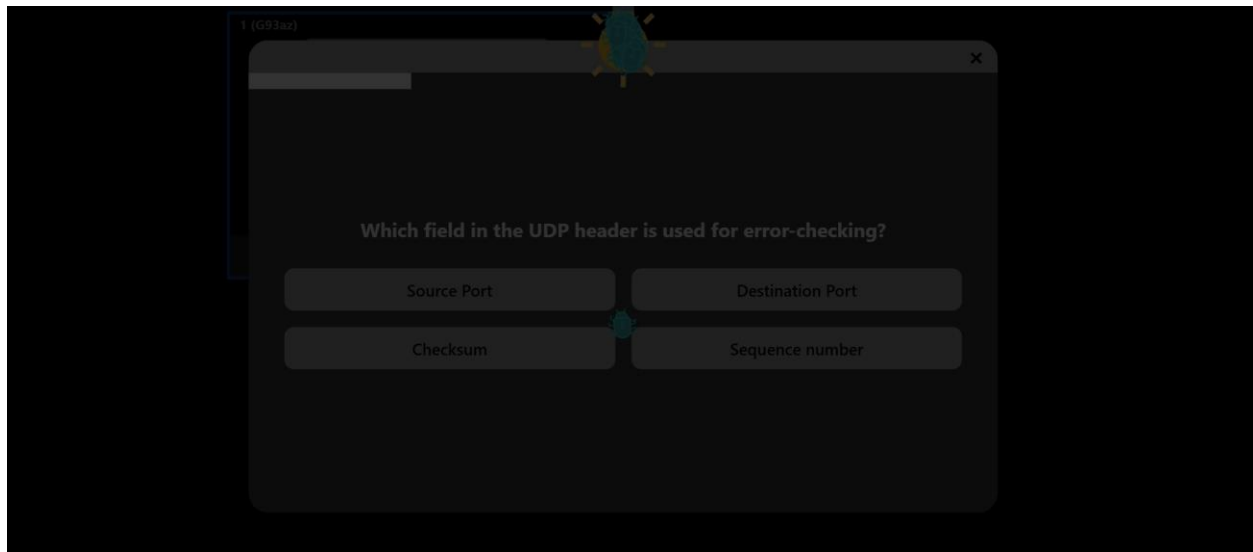 1 (G93az)
×
Which field in the UDP header is used for error-checking?
Source Port
Destination Port
Checksum
Sequence number